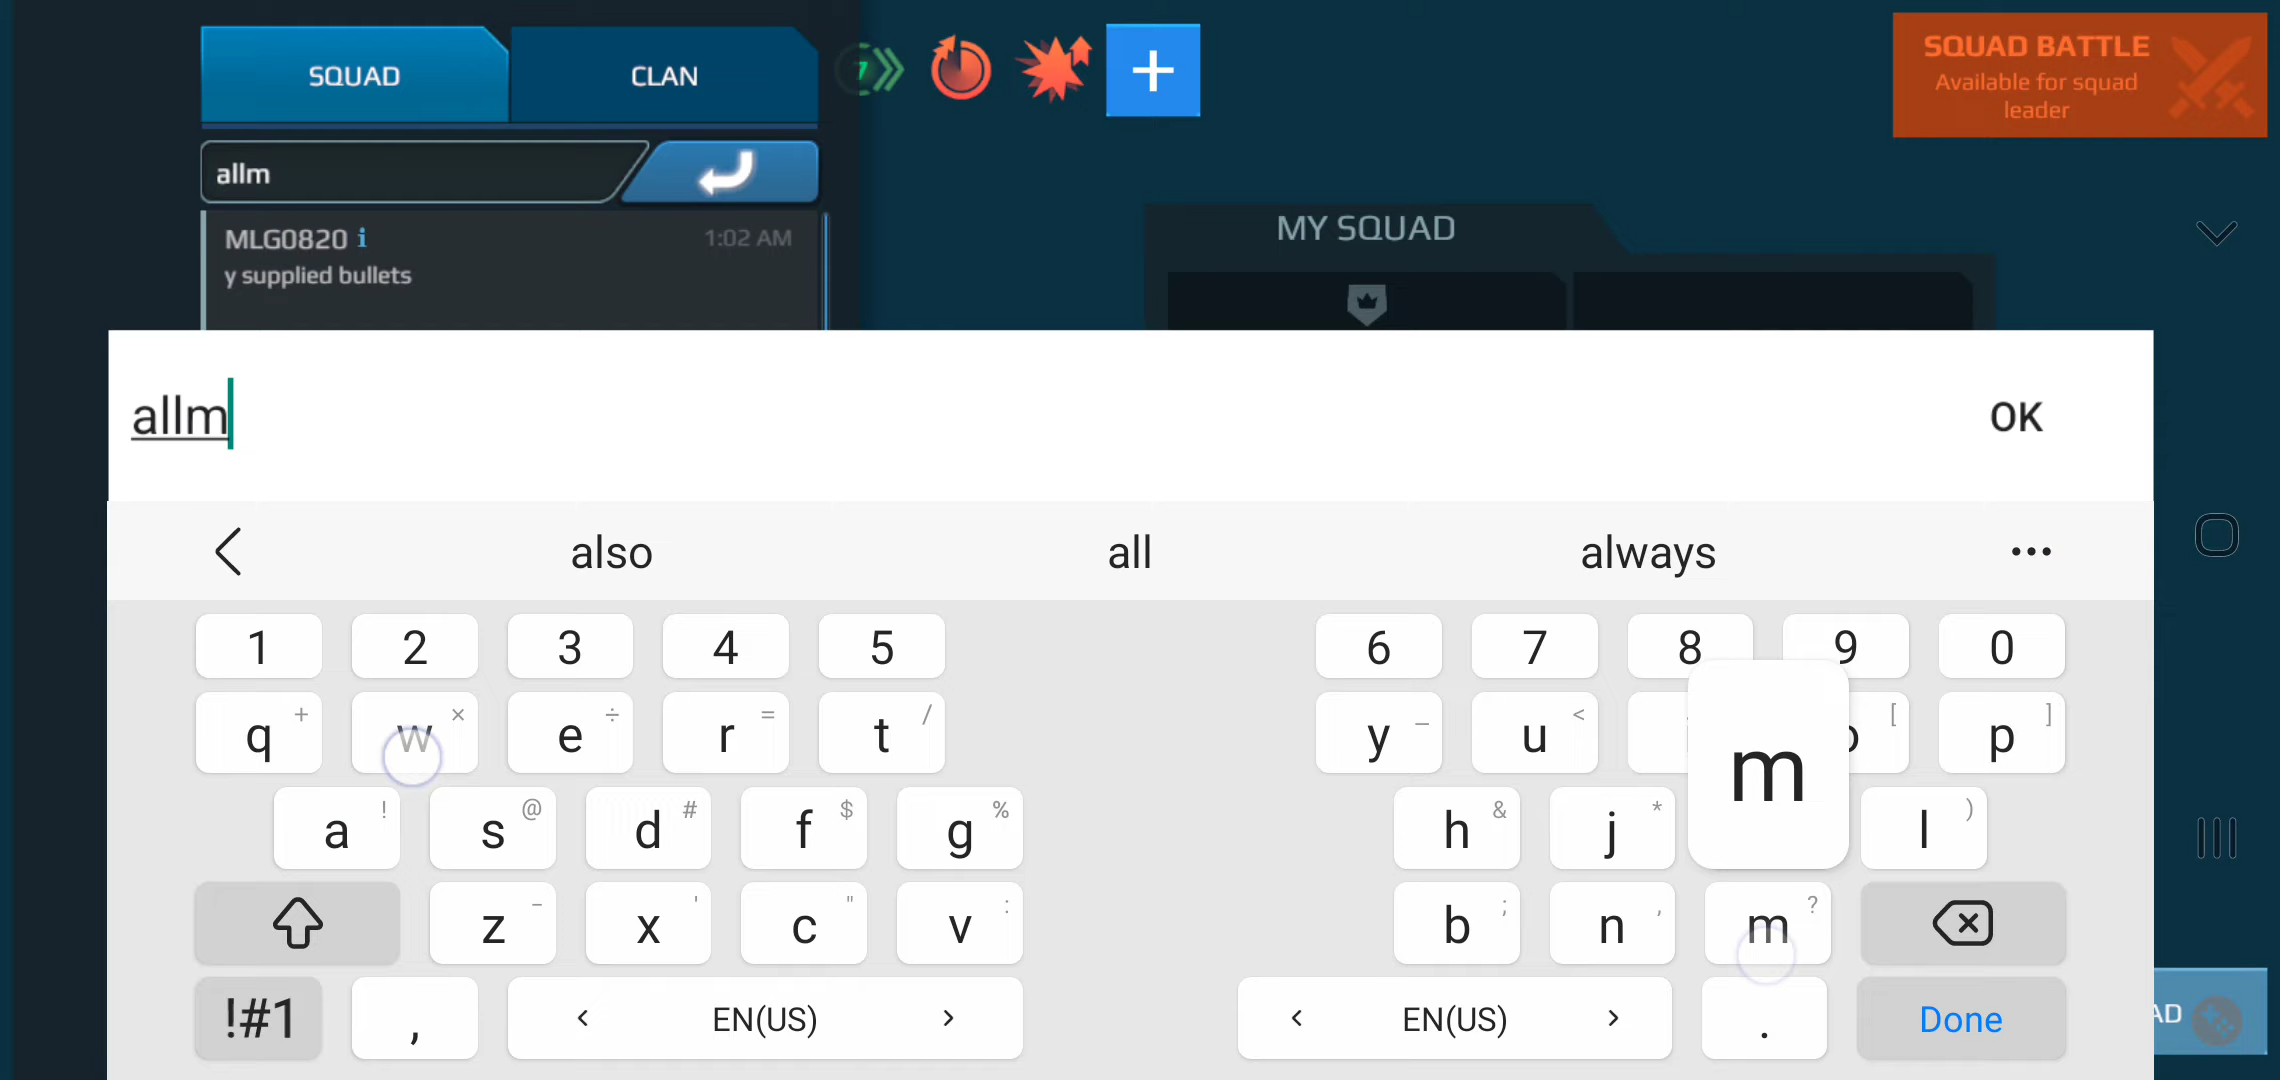 SQUAD
CLAN
7
SQUAD BATTLE
Available for squad
leader
allm
MLG0820 i
1:02 AM
y supplied bullets
MY SQUAD
allm
OK
also
all
always
1
2
3
4
5
6
7
8
9
0
q +
w ×
e ÷
r =
t /
y _
u <
[
p ]
m
a !
s @
d #
f $
g %
h &
j *
l )
z -
x '
c "
v :
b ;
n ,
m ?
!#1
,
< EN(US) >
< EN(US) >
.
Done
AD